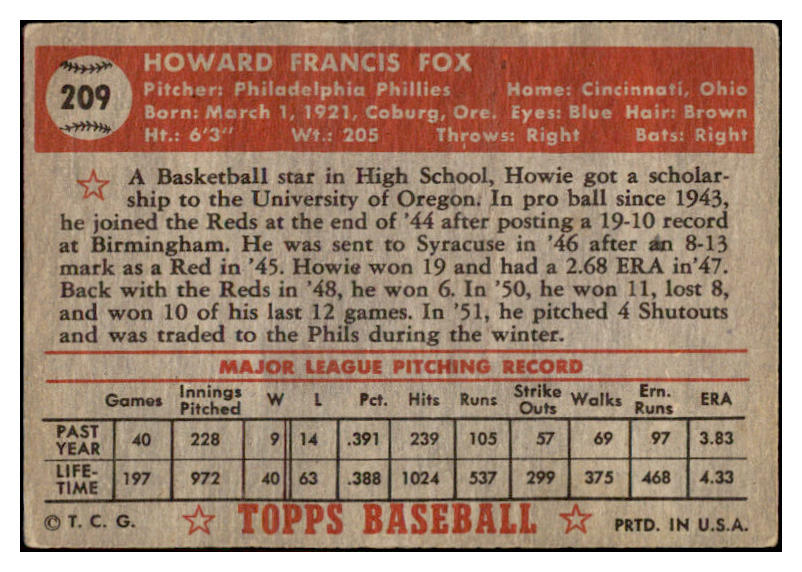 209
HOWARD FRANCIS FOX
Pitcher: Philadelphia Phillies Home: Cincinnati, Ohio
Born: March 1, 1921, Coburg, Ore. Eyes: Blue Hair: Brown
Ht.: 6'3" Wt.: 205 Throws: Right Bats: Right
A Basketball star in High School, Howie got a scholar-
ship to the University of Oregon. In pro ball since 1943,
he joined the Reds at the end of '44 after posting a 19-10 record
at Birmingham. He was sent to Syracuse in '46 after an 8-13
mark as a Red in '45. Howie won 19 and had a 2.68 ERA in'47.
Back with the Reds in '48, he won 6. In '50, he won 11, lost 8,
and won 10 of his last 12 games. In '51, he pitched 4 Shutouts
and was traded to the Phils during the winter.
MAJOR LEAGUE PITCHING RECORD
Games Innings Pitched W L Pct. Hits Runs Strike Outs Walks Ern. Runs ERA
PAST YEAR 40 228 9 14 .391 239 105 57 69 97 3.83
LIFE-TIME 197 972 40 63 .388 1024 537 299 375 468 4.33
© T. C. G. TOPPS BASEBALL PRTD. IN U.S.A.